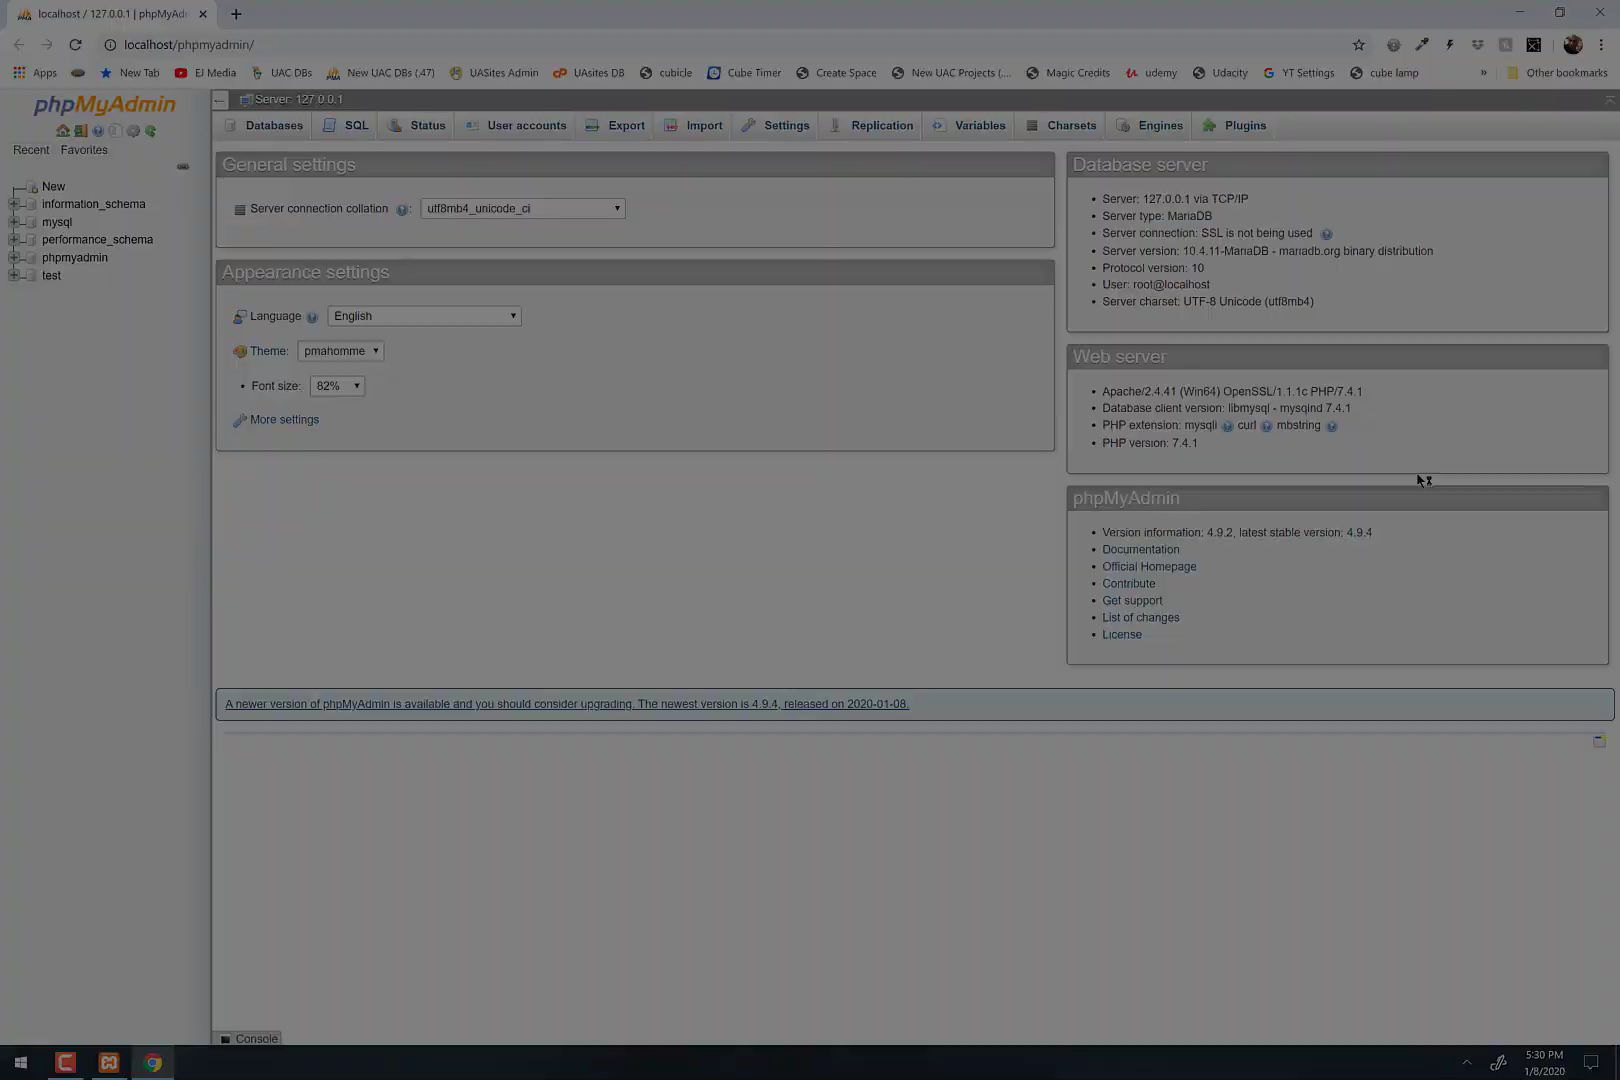 localhost / 127.0.0.1 | phpMyAdm
localhost/phpmyadmin/
Apps
New Tab
EJ Media
UAC DBs
New UAC DBs (.47)
UASites Admin
UAsites DB
cubicle
Cube Timer
Create Space
New UAC Projects (....
Magic Credits
udemy
Udacity
YT Settings
cube lamp
»
Other bookmarks
phpMyAdmin
Recent
Favorites
New
information_schema
mysql
performance_schema
phpmyadmin
test
Server: 127.0.0.1
Databases
SQL
Status
User accounts
Export
Import
Settings
Replication
Variables
Charsets
Engines
Plugins
General settings
Server connection collation : utf8mb4_unicode_ci
Appearance settings
Language English
Theme: pmahomme
• Font size: 82%
More settings
Database server
• Server: 127.0.0.1 via TCP/IP
• Server type: MariaDB
• Server connection: SSL is not being used
• Server version: 10.4.11-MariaDB - mariadb.org binary distribution
• Protocol version: 10
• User: root@localhost
• Server charset: UTF-8 Unicode (utf8mb4)
Web server
• Apache/2.4.41 (Win64) OpenSSL/1.1.1c PHP/7.4.1
• Database client version: libmysql - mysqlnd 7.4.1
• PHP extension: mysqli curl mbstring
• PHP version: 7.4.1
phpMyAdmin
• Version information: 4.9.2, latest stable version: 4.9.4
• Documentation
• Official Homepage
• Contribute
• Get support
• List of changes
• License
A newer version of phpMyAdmin is available and you should consider upgrading. The newest version is 4.9.4, released on 2020-01-08.
Console
5:30 PM
1/8/2020